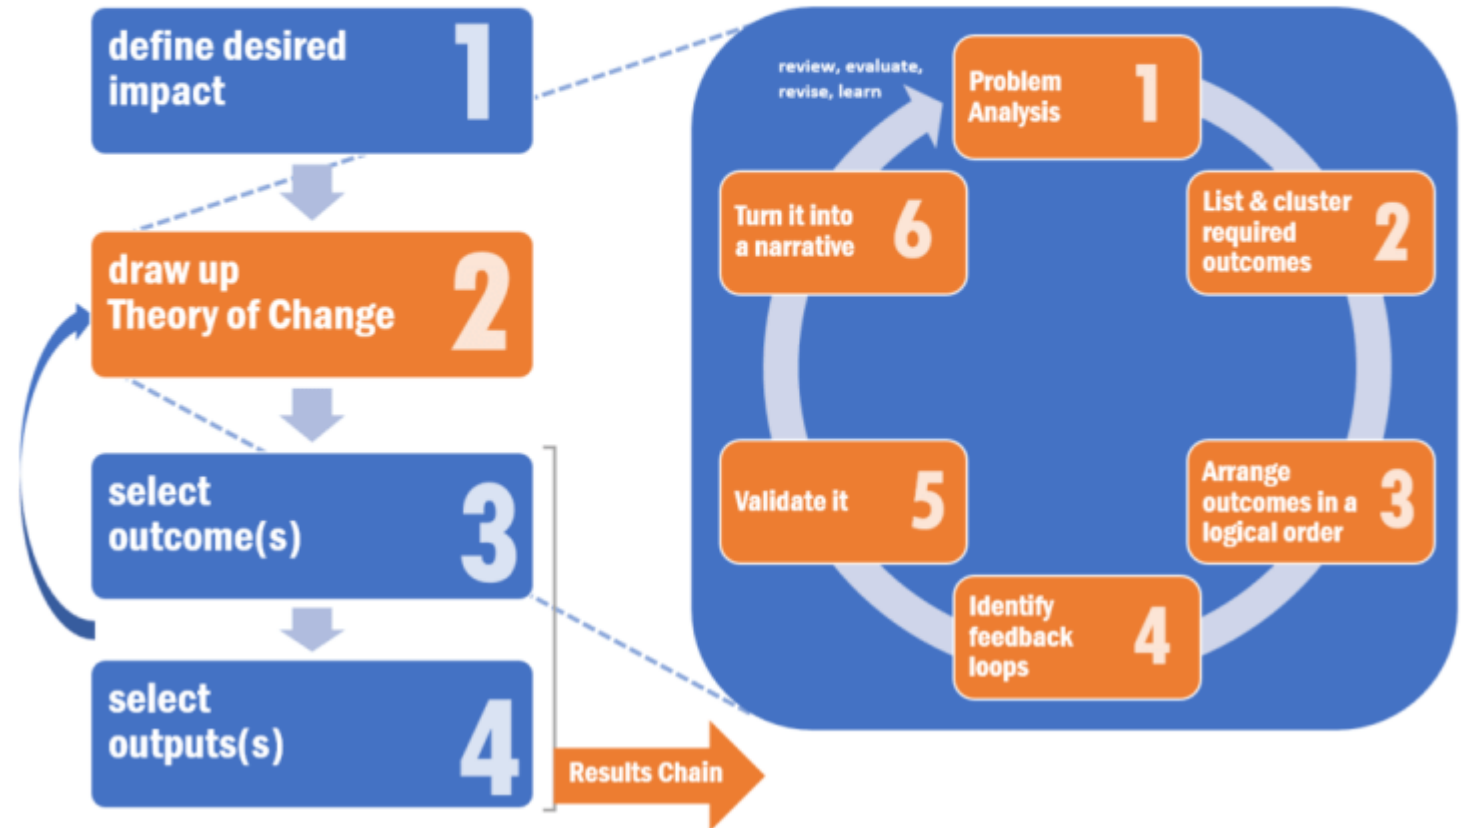 define desired
impact
1
draw up
Theory of Change
2
select
outcome(s)
3
select
outputs(s)
4
Results Chain
review, evaluate,
revise, learn
Problem
Analysis
1
List & cluster
required
outcomes
2
Arrange
outcomes in a
logical order
3
Identify
feedback
loops
4
Validate it
5
Turn it into
a narrative
6